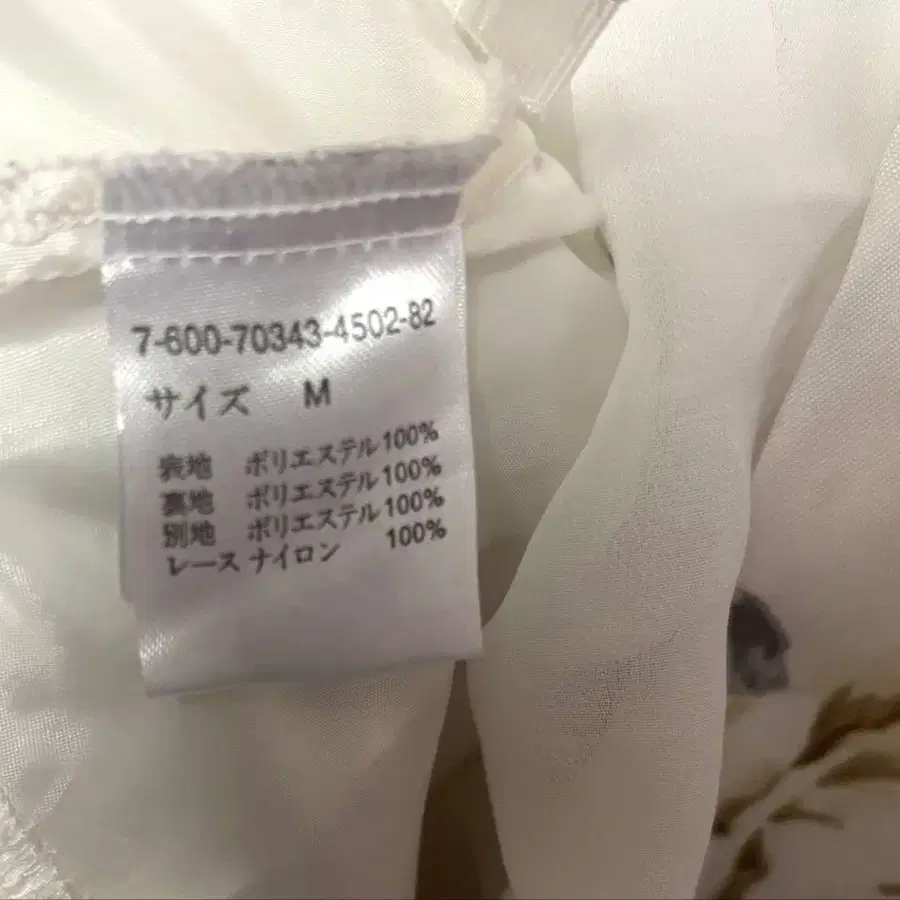 7-600-70343-4502-82
サイズ M
表地 ポリエステル100%
裏地 ポリエステル100%
別地 ポリエステル100%
レース ナイロン 100%